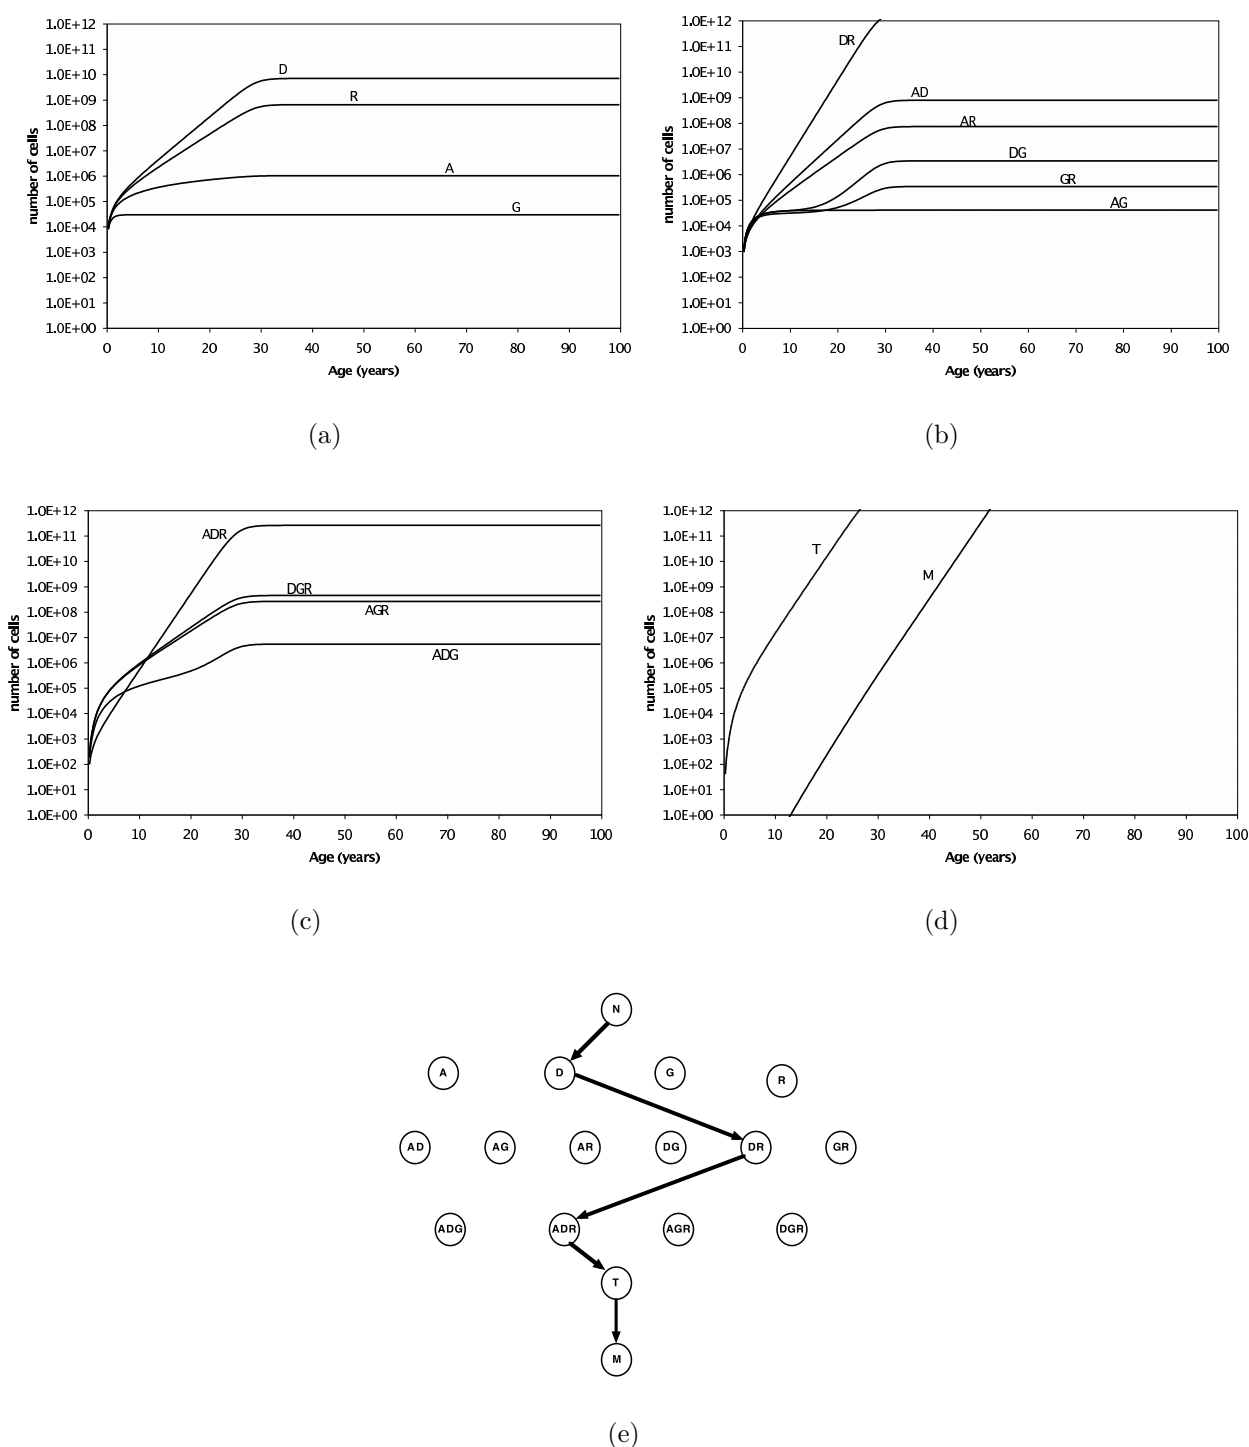 1.0E+12
1.0E+11
1.0E+10
1.0E+09
1.0E+08
1.0E+07
1.0E+06
1.0E+05
1.0E+04
1.0E+03
1.0E+02
1.0E+01
1.0E+00
number of cells
D
R
A
G
0 10 20 30 40 50 60 70 80 90 100
Age (years)
(a)
1.0E+12
1.0E+11
1.0E+10
1.0E+09
1.0E+08
1.0E+07
1.0E+06
1.0E+05
1.0E+04
1.0E+03
1.0E+02
1.0E+01
1.0E+00
number of cells
DR
AD
AR
DG
GR
AG
0 10 20 30 40 50 60 70 80 90 100
Age (years)
(b)
1.0E+12
1.0E+11
1.0E+10
1.0E+09
1.0E+08
1.0E+07
1.0E+06
1.0E+05
1.0E+04
1.0E+03
1.0E+02
1.0E+01
1.0E+00
number of cells
ADR
DGR
AGR
ADG
0 10 20 30 40 50 60 70 80 90 100
Age (years)
(c)
1.0E+12
1.0E+11
1.0E+10
1.0E+09
1.0E+08
1.0E+07
1.0E+06
1.0E+05
1.0E+04
1.0E+03
1.0E+02
1.0E+01
1.0E+00
number of cells
T
M
0 10 20 30 40 50 60 70 80 90 100
Age (years)
(d)
N
A D G R
AD AG AR DG DR GR
ADG ADR AGR DGR
T
M
(e)